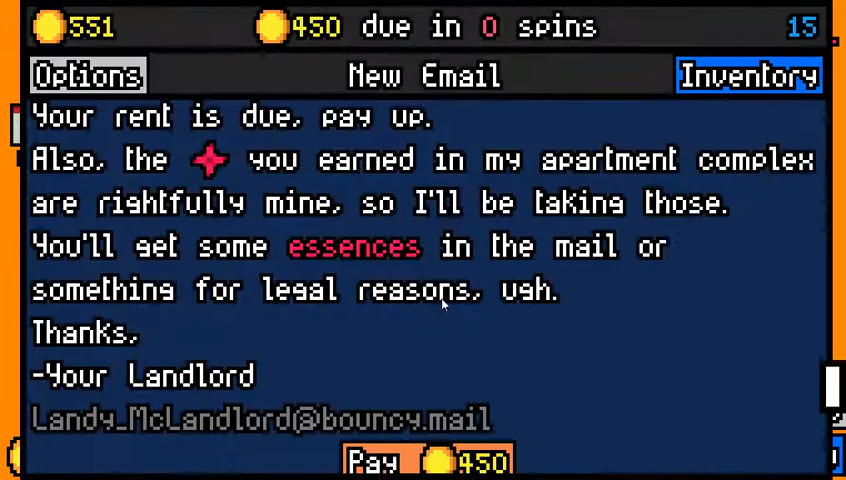 551 450 due in 0 spins 15
Options New Email Inventory
Your rent is due, pay up.
Also, the you earned in my apartment complex
are rightfully mine, so I'll be taking those.
You'll get some essences in the mail or
something for legal reasons, ugh.
Thanks,
-Your Landlord
Landy_McLandlord@bouncy.mail
Pay 450